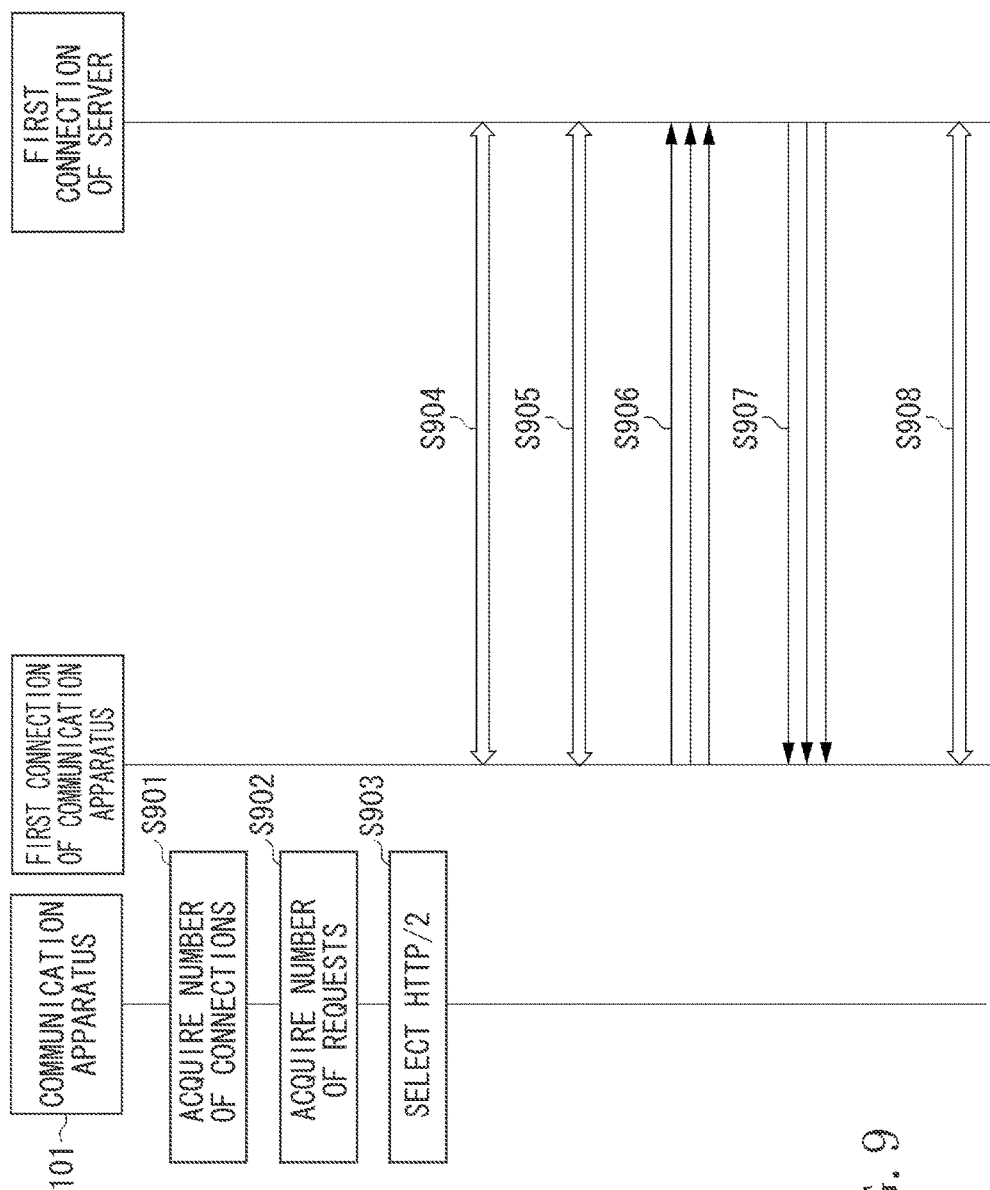 101
COMMUNICATION
APPARATUS
FIRST CONNECTION
OF COMMUNICATION
APPARATUS
FIRST
CONNECTION
OF SERVER
S901
ACQUIRE NUMBER
OF CONNECTIONS
S902
ACQUIRE NUMBER
OF REQUESTS
S903
SELECT HTTP/2
S904
S905
S906
S907
S908
. 9